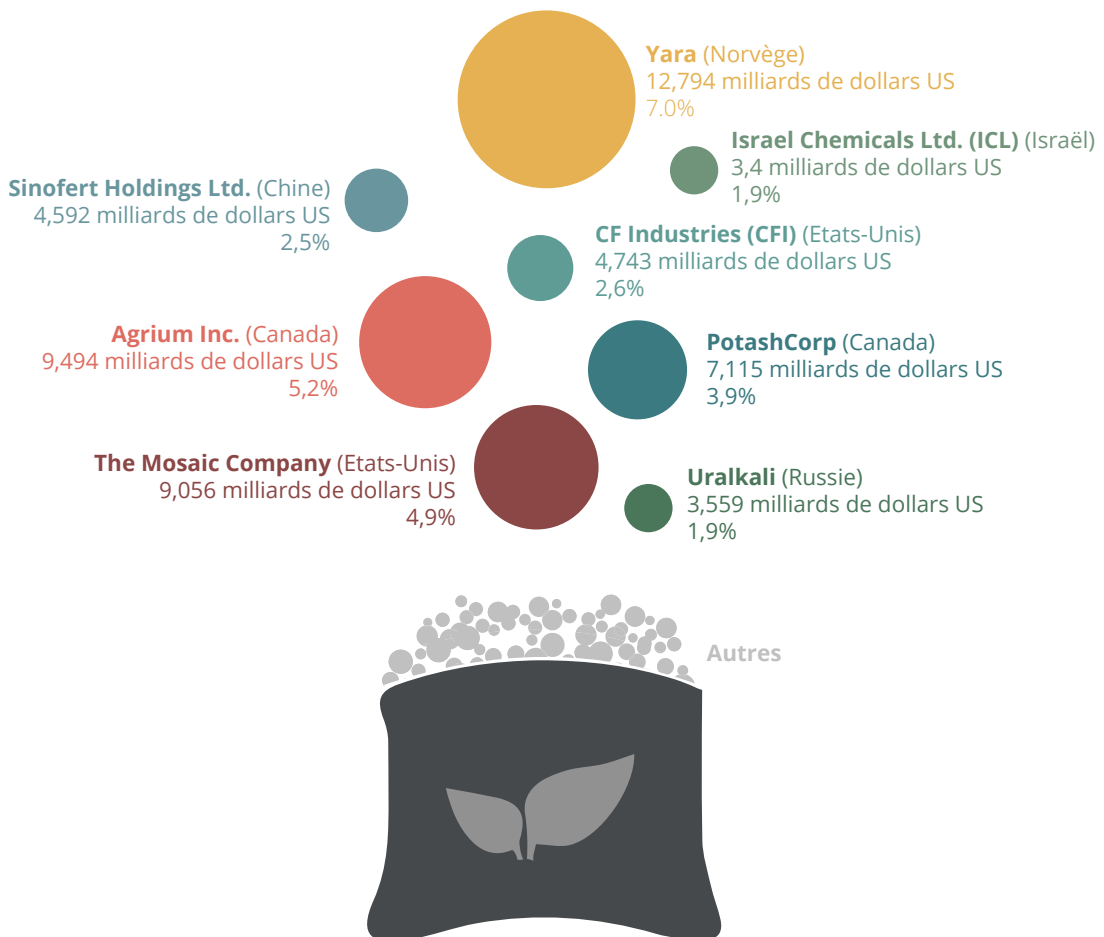 Yara (Norvège)
12,794 milliards de dollars US
7.0%
Israel Chemicals Ltd. (ICL) (Israël)
3,4 milliards de dollars US
1,9%
Sinofert Holdings Ltd. (Chine)
4,592 milliards de dollars US
2,5%
CF Industries (CFI) (Etats-Unis)
4,743 milliards de dollars US
2,6%
Agrium Inc. (Canada)
9,494 milliards de dollars US
5,2%
PotashCorp (Canada)
7,115 milliards de dollars US
3,9%
The Mosaic Company (Etats-Unis)
9,056 milliards de dollars US
4,9%
Uralkali (Russie)
3,559 milliards de dollars US
1,9%
Autres